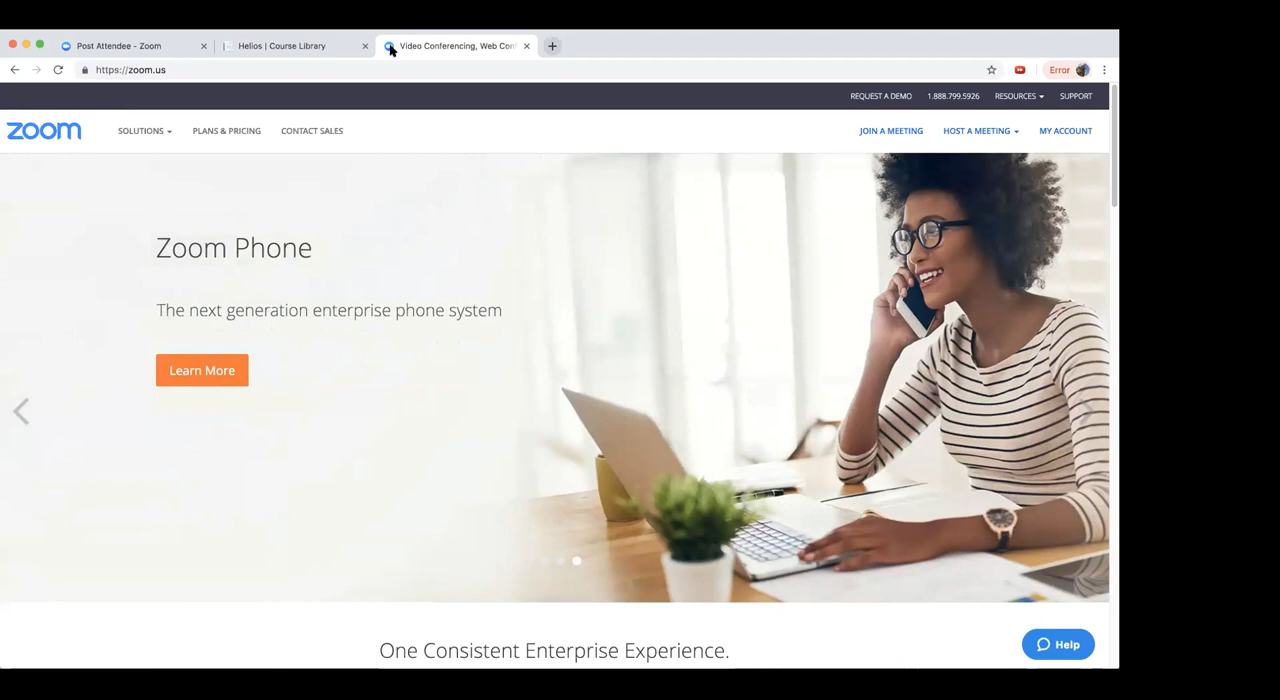 Post Attendee - Zoom
Helios | Course Library
Video Conferencing, Web Con
https://zoom.us
Error
REQUEST A DEMO 1.888.799.5926 RESOURCES SUPPORT
zoom SOLUTIONS PLANS & PRICING CONTACT SALES JOIN A MEETING HOST A MEETING MY ACCOUNT
Zoom Phone
The next generation enterprise phone system
Learn More
One Consistent Enterprise Experience.
Help